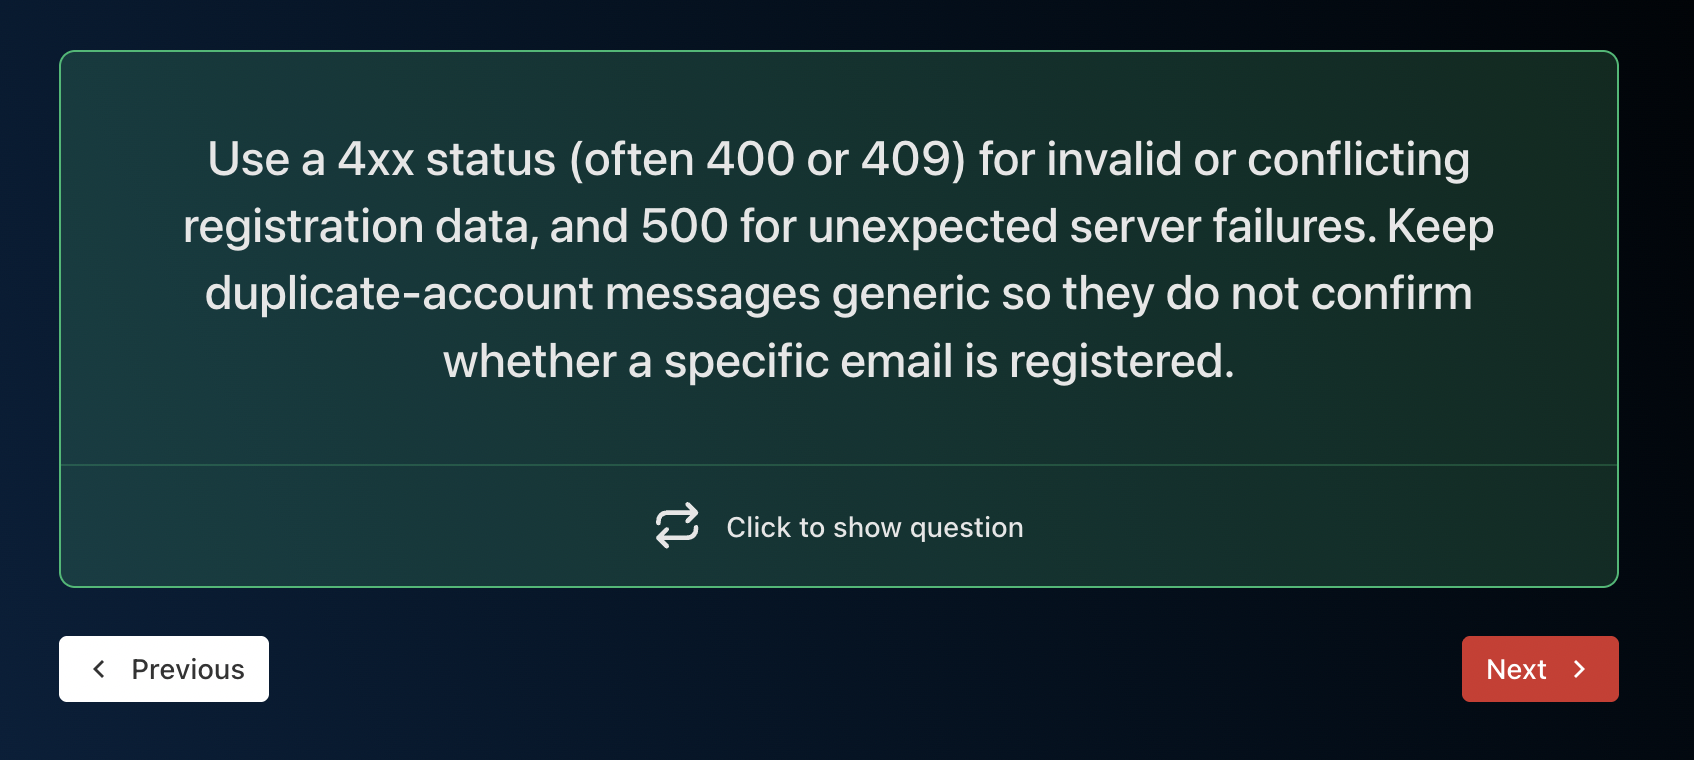 Use a 4xx status (often 400 or 409) for invalid or conflicting
registration data, and 500 for unexpected server failures. Keep
duplicate-account messages generic so they do not confirm
whether a specific email is registered.
Click to show question
Previous
Next